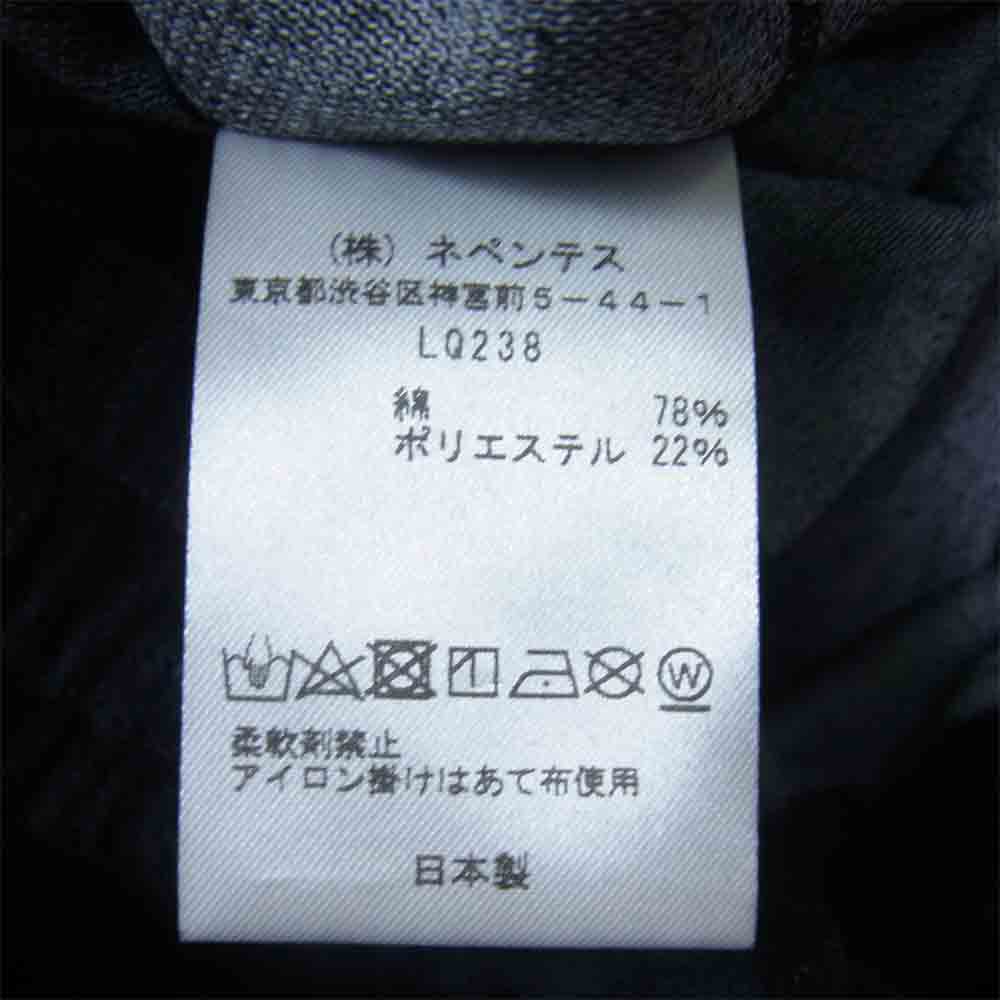 (株) ネペンテス
東京都渋谷区神宮前5-44-1
LQ238
綿 78%
ポリエステル 22%
W
柔軟剤禁止
アイロン掛けはあて布使用
日本製